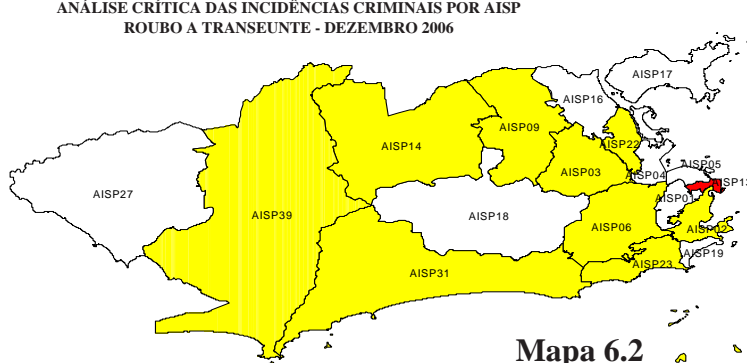 ANÁLISE CRÍTICA DAS INCIDÊNCIAS CRIMINAIS POR AISP
ROUBO A TRANSEUNTE - DEZEMBRO 2006
AISP17
AISP16
AISP09
AISP14
AISP22
AISP05
AISP03
AISP04
AISP13
AISP27
AISP01
AISP39
AISP18
AISP06
AISP02
AISP19
AISP23
AISP31
Mapa 6.2